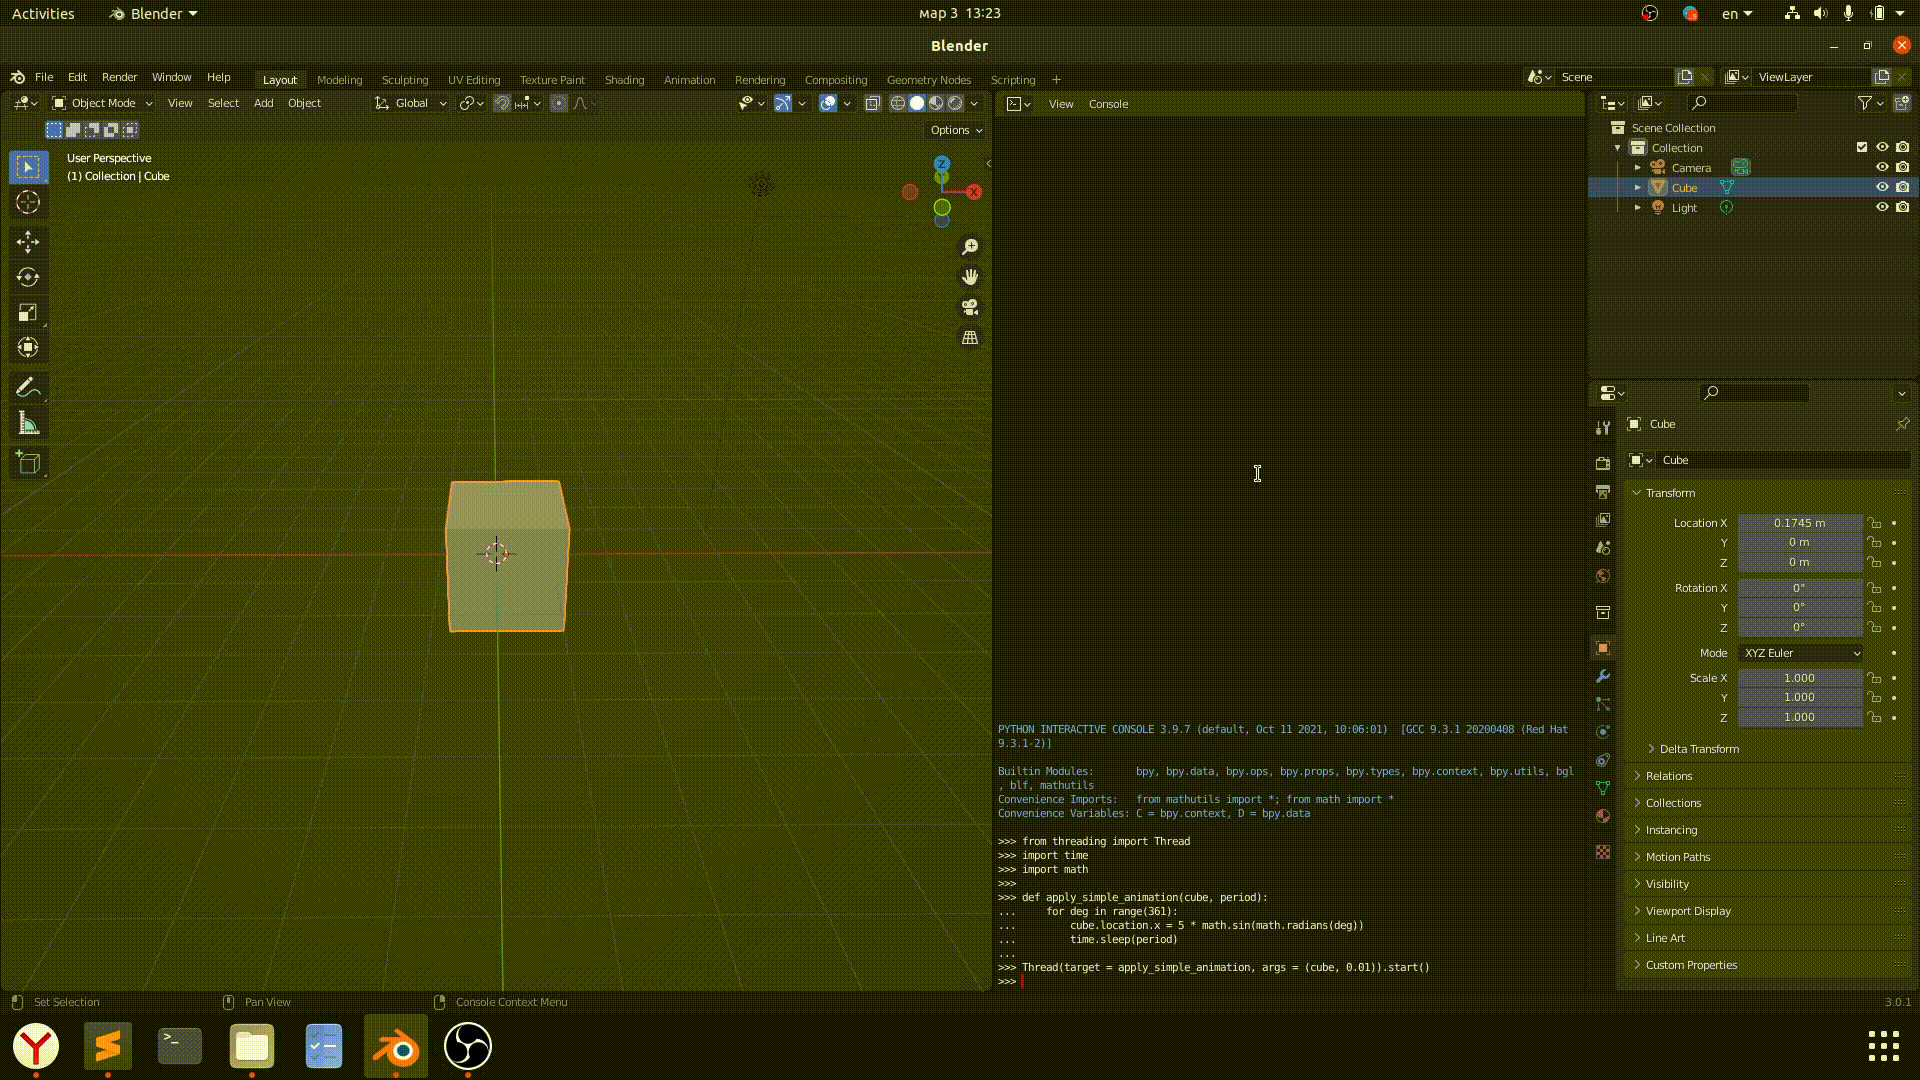 Activities
Blender
мар 3 13:23
en
Blender
File Edit Render Window Help
Layout Modeling Sculpting UV Editing Texture Paint Shading Animation Rendering Compositing Geometry Nodes Scripting +
Scene
ViewLayer
Object Mode View Select Add Object
Global
Options
User Perspective
(1) Collection | Cube
Z
X
View Console
PYTHON INTERACTIVE CONSOLE 3.9.7 (default, Oct 11 2021, 10:06:01)  [GCC 9.3.1 20200408 (Red Hat
9.3.1-2)]
Builtin Modules:       bpy, bpy.data, bpy.ops, bpy.props, bpy.types, bpy.context, bpy.utils, bgl
, blf, mathutils
Convenience Imports:   from mathutils import *; from math import *
Convenience Variables: C = bpy.context, D = bpy.data
>>> from threading import Thread
>>> import time
>>> import math
>>>
>>> def apply_simple_animation(cube, period):
...     for deg in range(361):
...         cube.location.x = 5 * math.sin(math.radians(deg))
...         time.sleep(period)
...
>>> Thread(target = apply_simple_animation, args = (cube, 0.01)).start()
>>>
Scene Collection
Collection
Camera
Cube
Light
Cube
Cube
Transform
Location X 0.1745 m
Y 0 m
Z 0 m
Rotation X 0°
Y 0°
Z 0°
Mode XYZ Euler
Scale X 1.000
Y 1.000
Z 1.000
Delta Transform
Relations
Collections
Instancing
Motion Paths
Visibility
Viewport Display
Line Art
Custom Properties
Set Selection
Pan View
Console Context Menu
3.0.1
>_